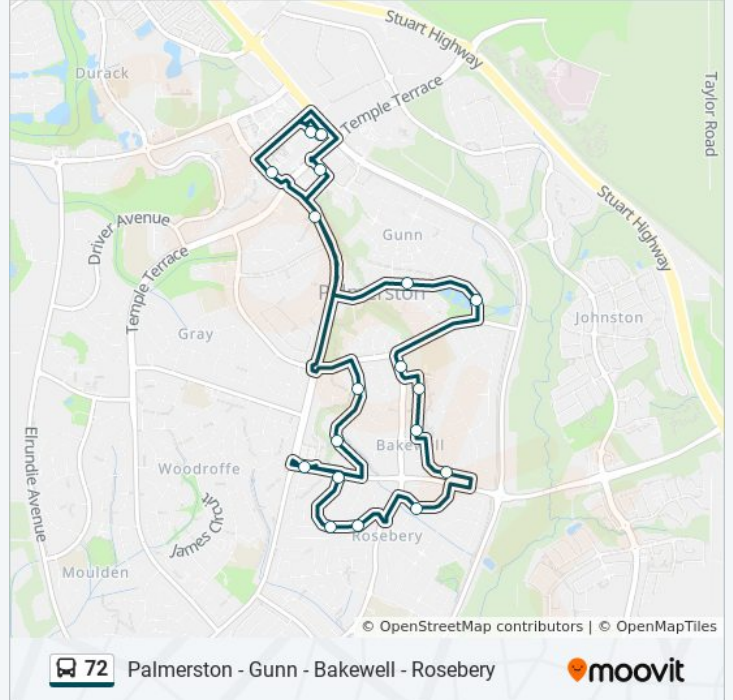 Stuart Highway
Durack
Temple Terrace
Taylor Road
Stuart Highway
Driver Avenue
Gunn
Temple Terrace
Palmerston
Johnston
Gray
Elrundie Avenue
Bakewell
Woodroffe
James Circuit
Rosebery
Moulden
© OpenStreetMap contributors | © OpenMapTiles
72 Palmerston - Gunn - Bakewell - Rosebery
moovit